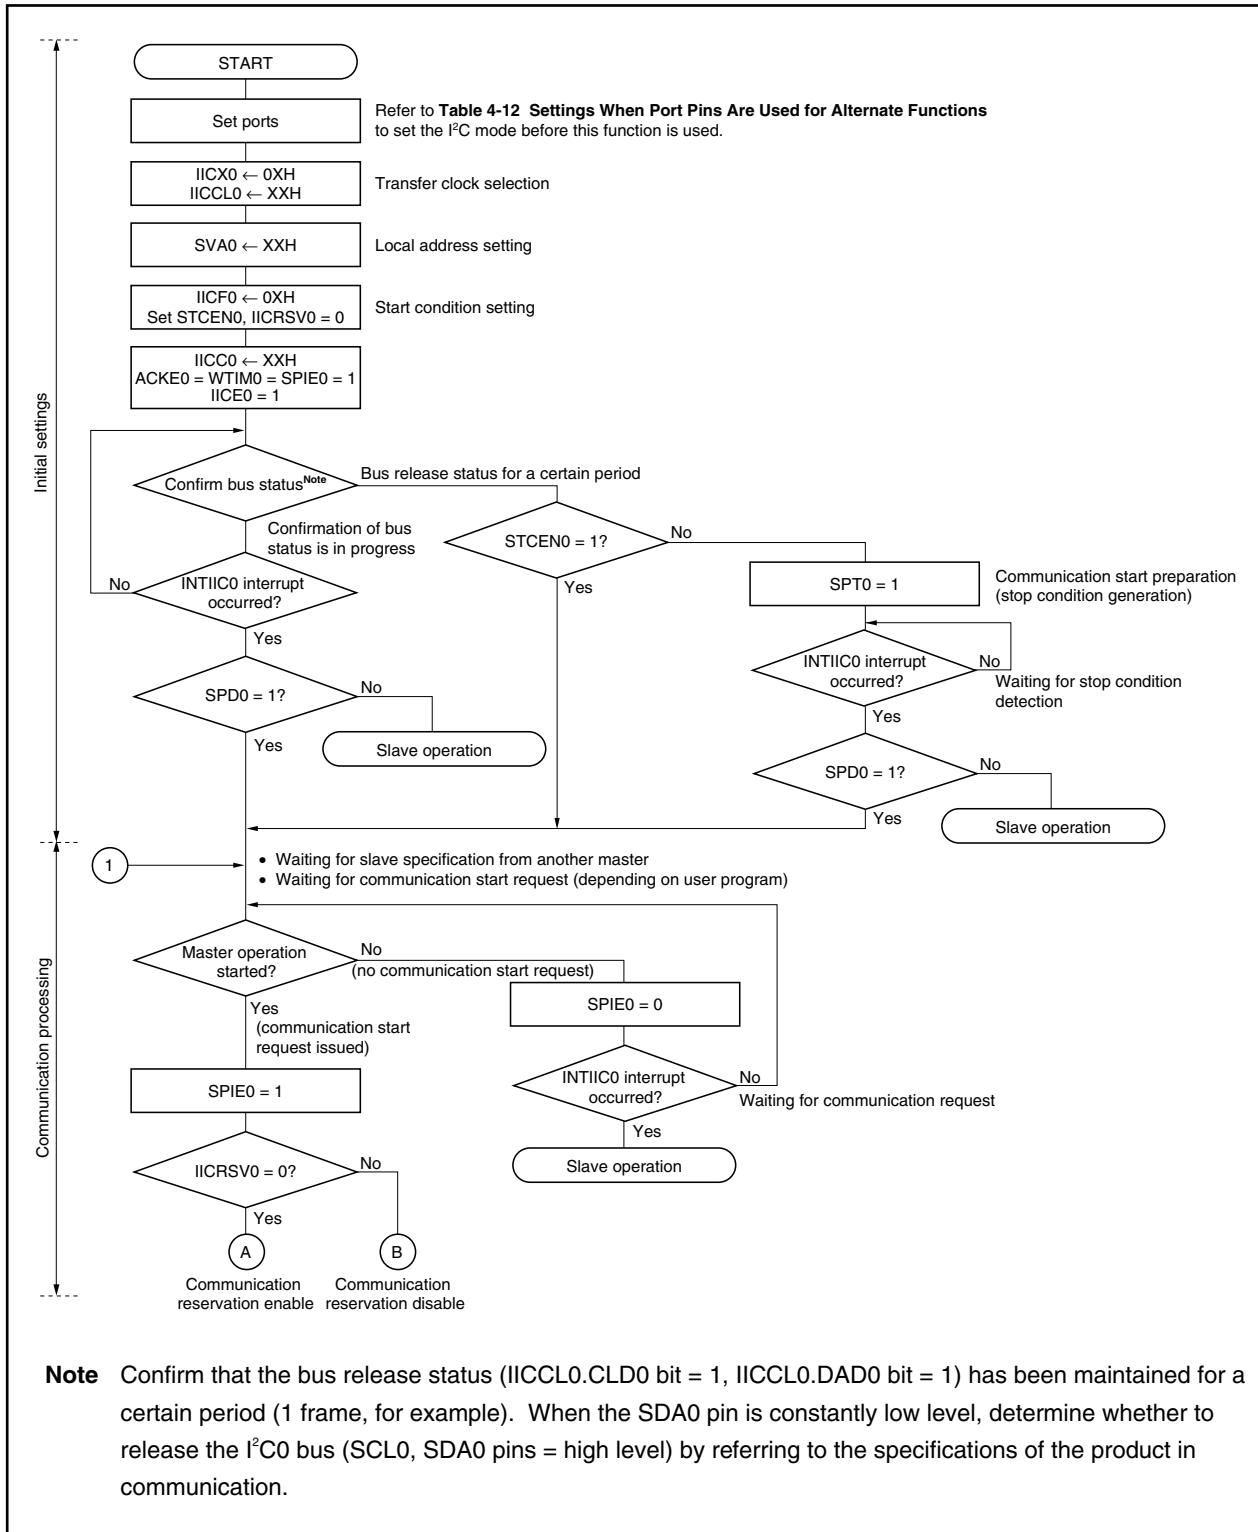 START
Set ports
Refer to Table 4-12 Settings When Port Pins Are Used for Alternate Functions
to set the I²C mode before this function is used.
IICX0 ← 0XH
IICCL0 ← XXH
Transfer clock selection
SVA0 ← XXH
Local address setting
IICF0 ← 0XH
Set STCEN0, IICRSV0 = 0
Start condition setting
IICC0 ← XXH
ACKE0 = WTIM0 = SPIE0 = 1
IICE0 = 1
Initial settings
Confirm bus status Note
Bus release status for a certain period
Confirmation of bus
status is in progress
STCEN0 = 1?
No
Yes
No
INTIIC0 interrupt
occurred?
Yes
SPT0 = 1
Communication start preparation
(stop condition generation)
INTIIC0 interrupt
occurred?
No
Waiting for stop condition
detection
Yes
SPD0 = 1?
No
Yes
Slave operation
SPD0 = 1?
No
Yes
Slave operation
Communication processing
1
• Waiting for slave specification from another master
• Waiting for communication start request (depending on user program)
Master operation
started?
No
(no communication start request)
Yes
(communication start
request issued)
SPIE0 = 0
INTIIC0 interrupt
occurred?
No
Waiting for communication request
Yes
Slave operation
SPIE0 = 1
IICRSV0 = 0?
No
Yes
A
B
Communication
reservation enable
Communication
reservation disable
Note Confirm that the bus release status (IICCL0.CLD0 bit = 1, IICCL0.DAD0 bit = 1) has been maintained for a
certain period (1 frame, for example). When the SDA0 pin is constantly low level, determine whether to
release the I²C0 bus (SCL0, SDA0 pins = high level) by referring to the specifications of the product in
communication.